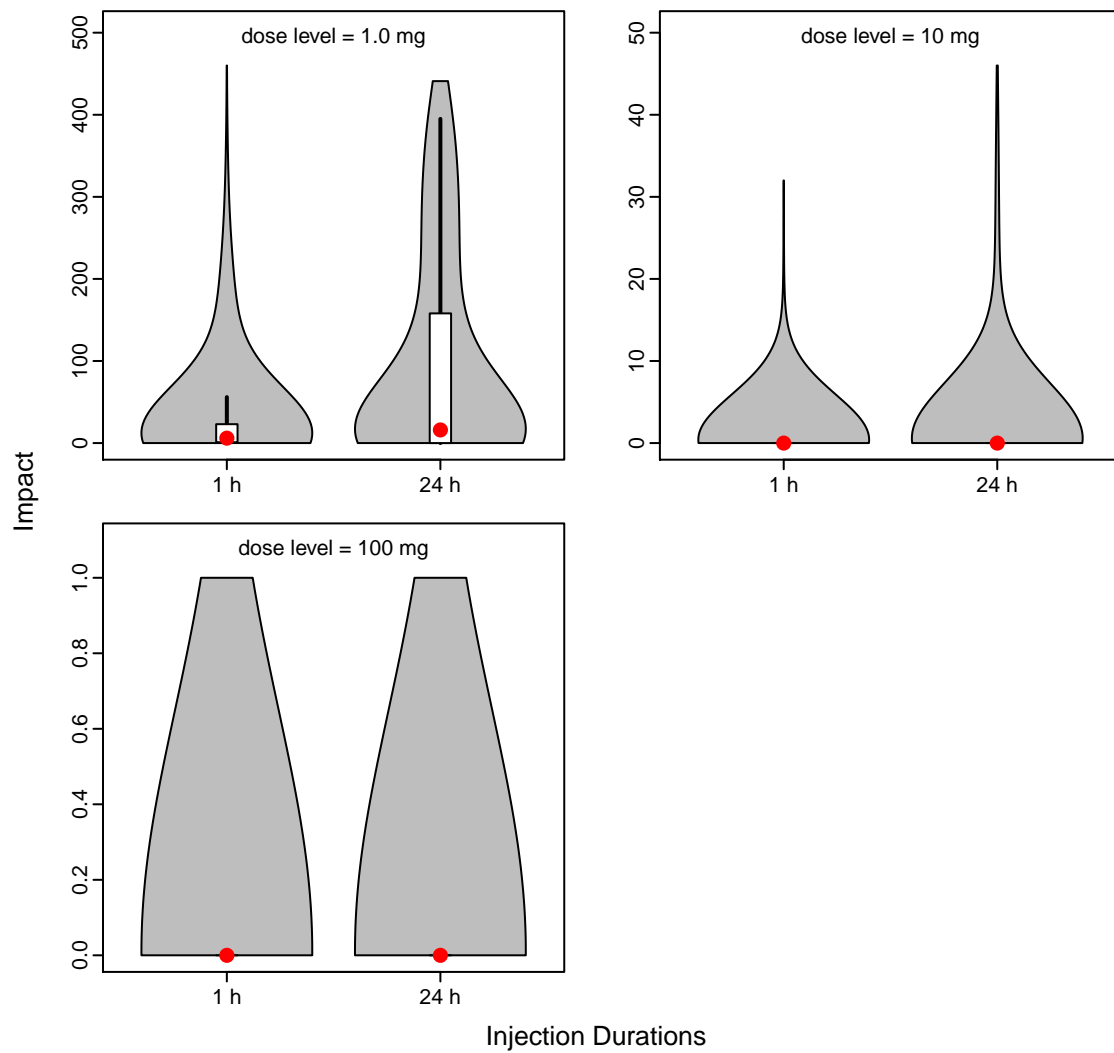 dose level = 1.0 mg
500
400
300
200
100
0
1 h
24 h
dose level = 10 mg
50
40
30
20
10
0
1 h
24 h
Impact
dose level = 100 mg
1.0
0.8
0.6
0.4
0.2
0.0
1 h
24 h
Injection Durations